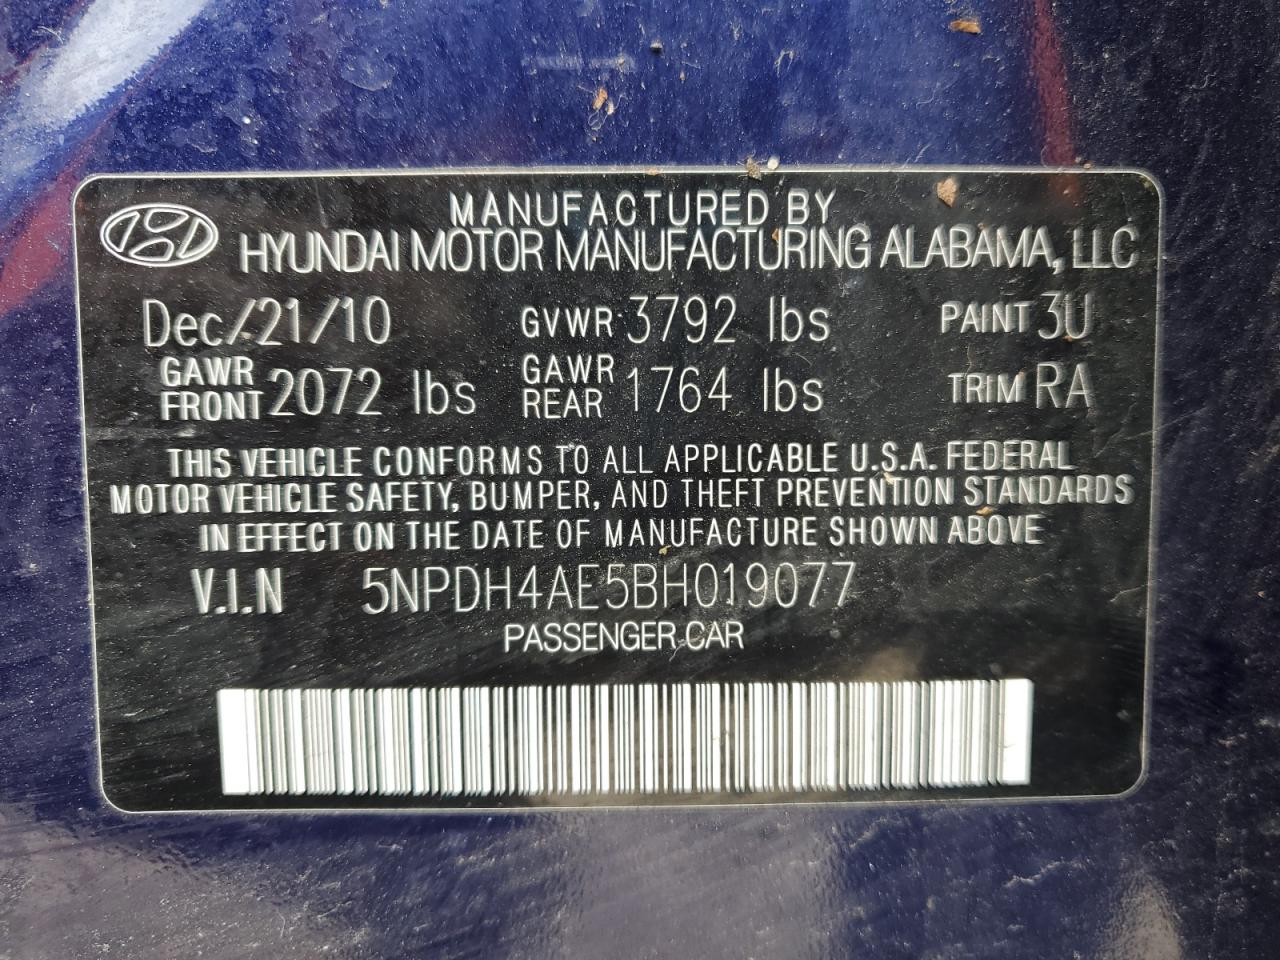 MANUFACTURED BY
HYUNDAI MOTOR MANUFACTURING ALABAMA, LLC
Dec/21/10 GVWR 3792 lbs PAINT 3U
GAWR FRONT 2072 lbs GAWR REAR 1764 lbs TRIM RA
THIS VEHICLE CONFORMS TO ALL APPLICABLE U.S.A. FEDERAL
MOTOR VEHICLE SAFETY, BUMPER, AND THEFT PREVENTION STANDARDS
IN EFFECT ON THE DATE OF MANUFACTURE SHOWN ABOVE
V.I.N 5NPDH4AE5BH019077
PASSENGER CAR